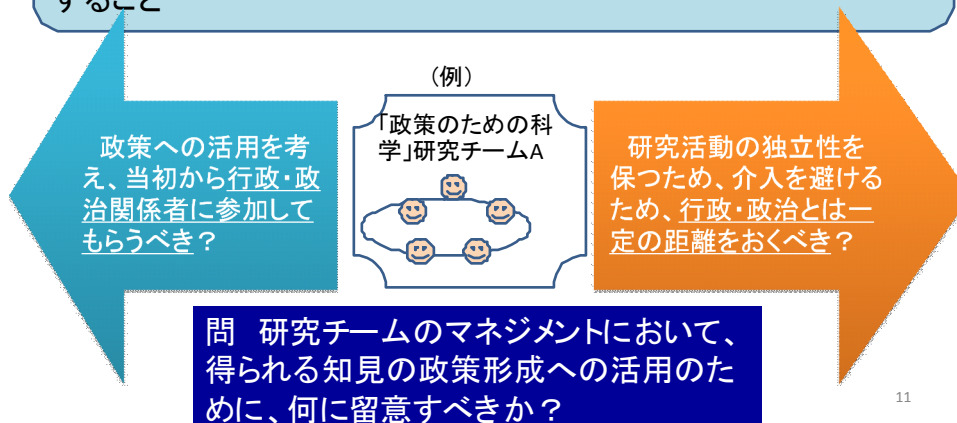 すること
(例)
「政策のための科
学」研究チームA
政策への活用を考
え、当初から行政・政
治関係者に参加して
もらうべき？
研究活動の独立性を
保つため、介入を避ける
ため、行政・政治とは一
定の距離をおくべき？
問　研究チームのマネジメントにおいて、
得られる知見の政策形成への活用のた
めに、何に留意すべきか？
11